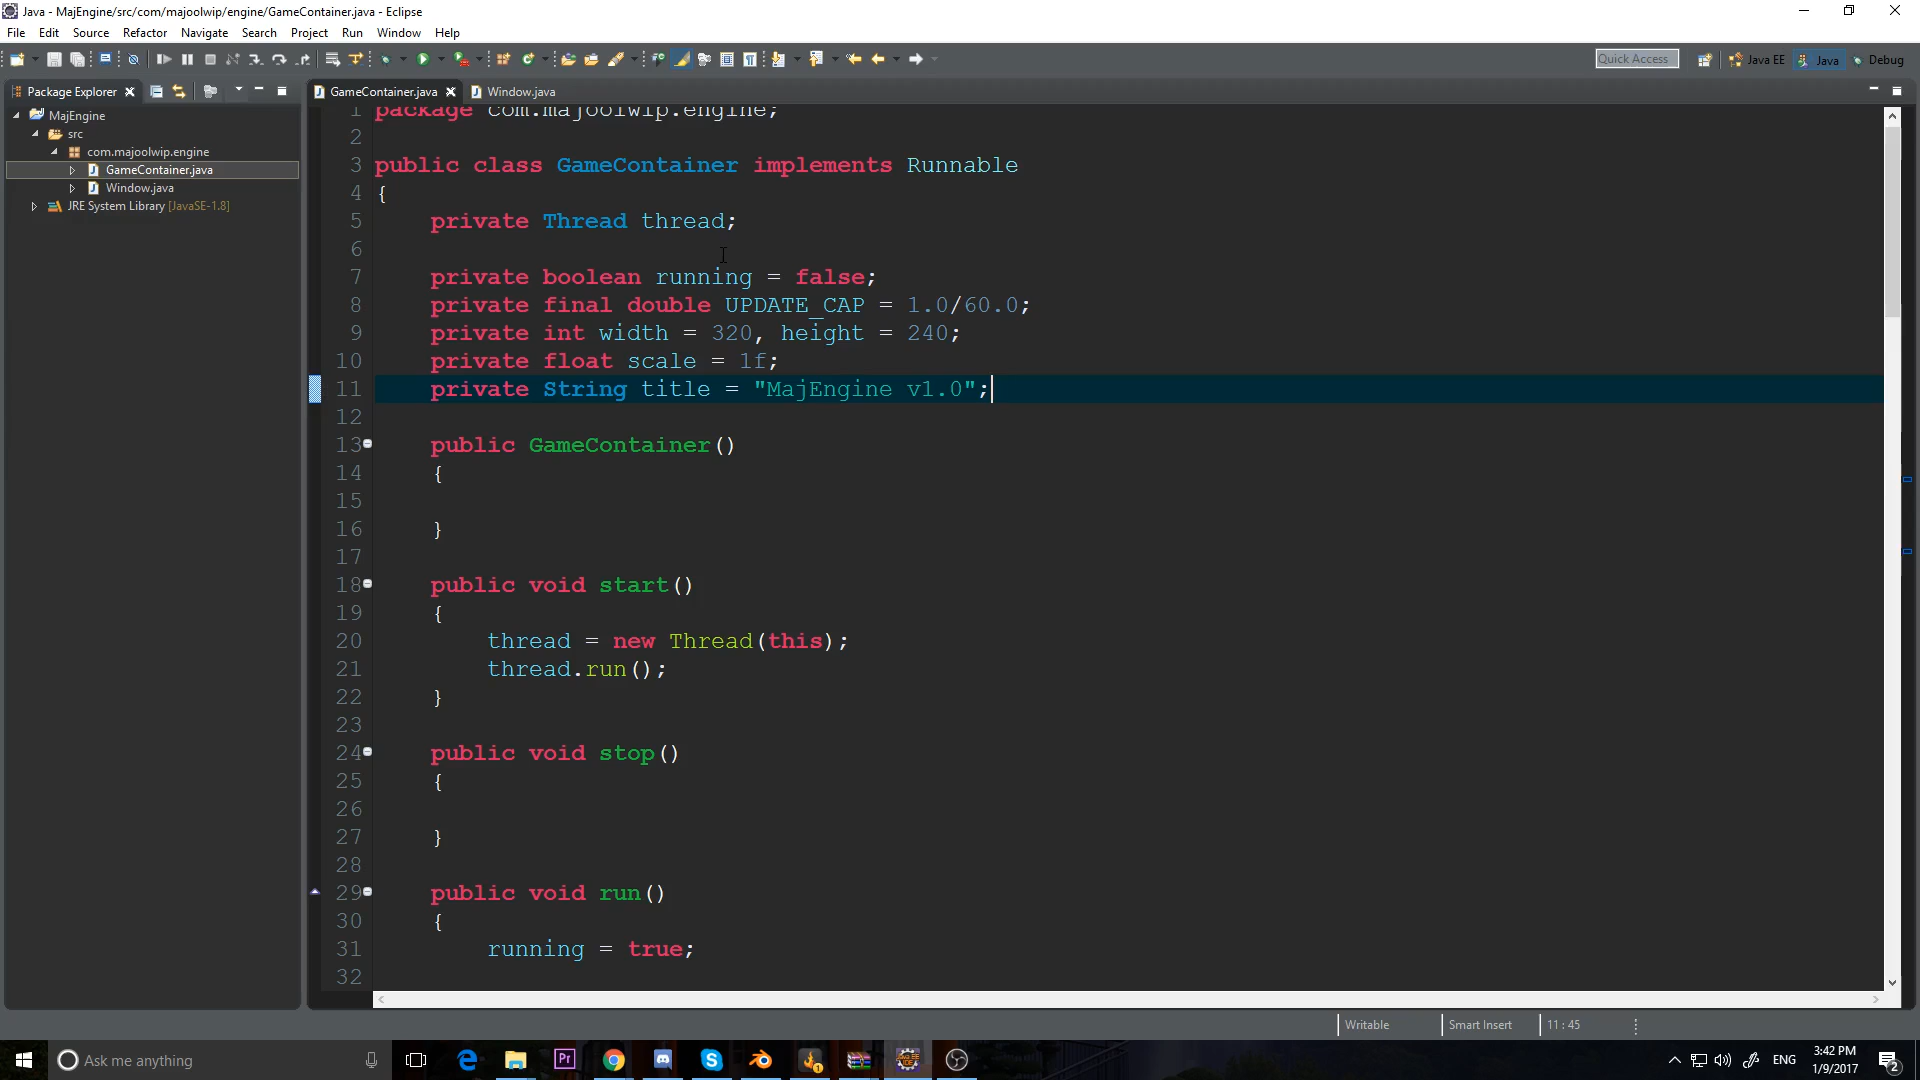 Java - MajEngine/src/com/majoolwip/engine/GameContainer.java - Eclipse
File Edit Source Refactor Navigate Search Project Run Window Help
Quick Access Java EE Java Debug
Package Explorer GameContainer.java Window.java
MajEngine
src
com.majoolwip.engine
GameContainer.java
Window.java
JRE System Library [JavaSE-1.8]
1 package com.majoolwip.engine;
2
3 public class GameContainer implements Runnable
4 {
5 private Thread thread;
6
7 private boolean running = false;
8 private final double UPDATE_CAP = 1.0/60.0;
9 private int width = 320, height = 240;
10 private float scale = 1f;
11 private String title = "MajEngine v1.0";
12
13 public GameContainer()
14 {
15
16 }
17
18 public void start()
19 {
20 thread = new Thread(this);
21 thread.run();
22 }
23
24 public void stop()
25 {
26
27 }
28
29 public void run()
30 {
31 running = true;
32
Writable Smart Insert 11 : 45
Ask me anything
Pr
ENG
3:42 PM
1/9/2017
2